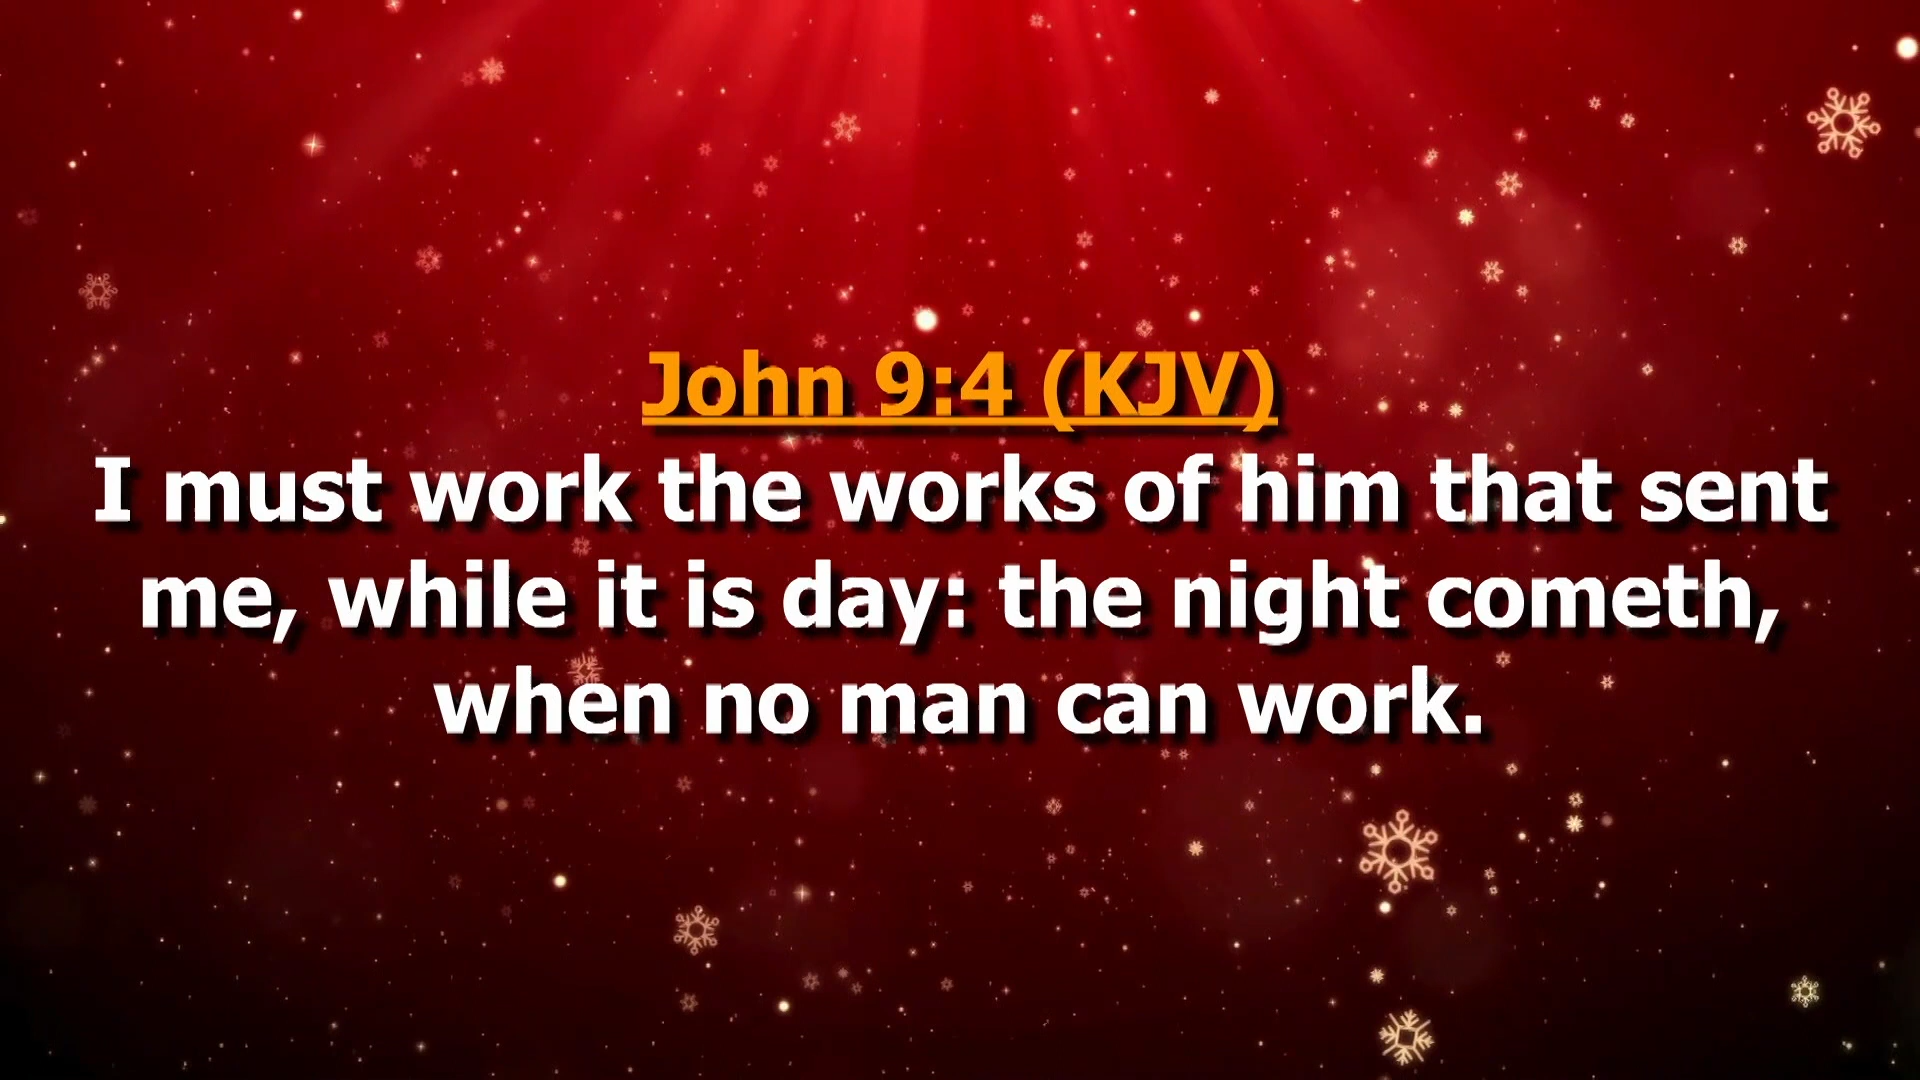 John 9:4 (KJV)
I must work the works of him that sent
me, while it is day: the night cometh,
when no man can work.